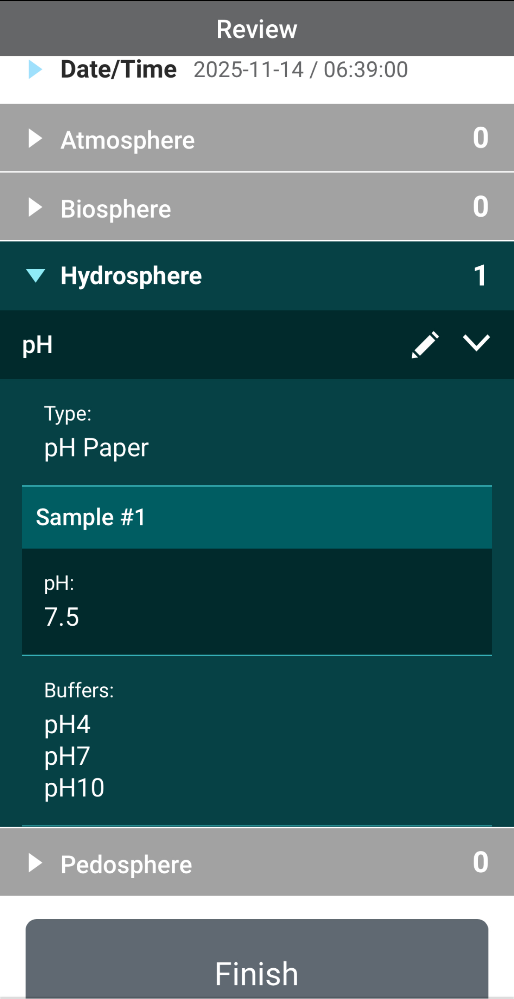 Review
Date/Time 2025-11-14 / 06:39:00
Atmosphere 0
Biosphere 0
Hydrosphere 1
pH
Type:
pH Paper
Sample #1
pH:
7.5
Buffers:
pH4
pH7
pH10
Pedosphere 0
Finish